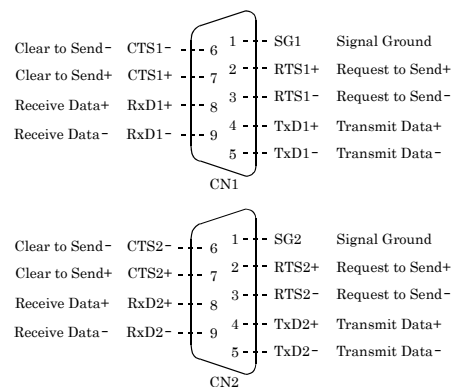 1 SG1 Signal Ground
Clear to Send- CTS1- 6
2 RTS1+ Request to Send+
Clear to Send+ CTS1+ 7
3 RTS1- Request to Send-
Receive Data+ RxD1+ 8
4 TxD1+ Transmit Data+
Receive Data- RxD1- 9
5 TxD1- Transmit Data-
CN1
1 SG2 Signal Ground
Clear to Send- CTS2- 6
2 RTS2+ Request to Send+
Clear to Send+ CTS2+ 7
3 RTS2- Request to Send-
Receive Data+ RxD2+ 8
4 TxD2+ Transmit Data+
Receive Data- RxD2- 9
5 TxD2- Transmit Data-
CN2